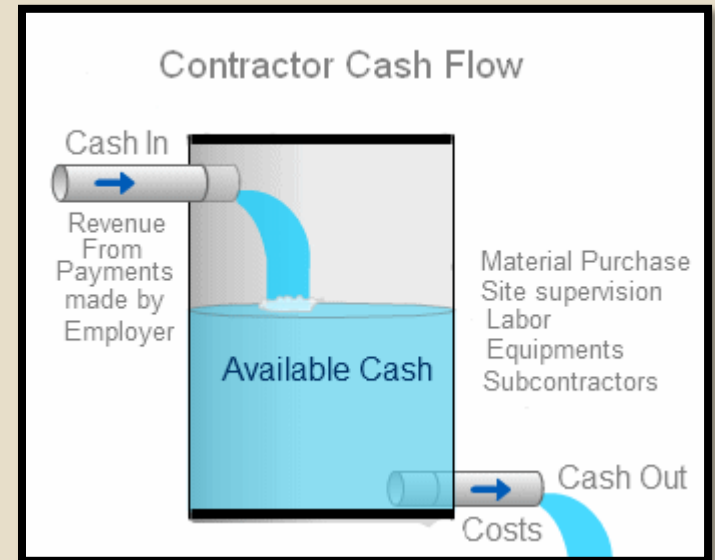 Contractor Cash Flow
Cash In
Revenue
From
Payments
made by
Employer
Available Cash
Material Purchase
Site supervision
Labor
Equipments
Subcontractors
Cash Out
Costs